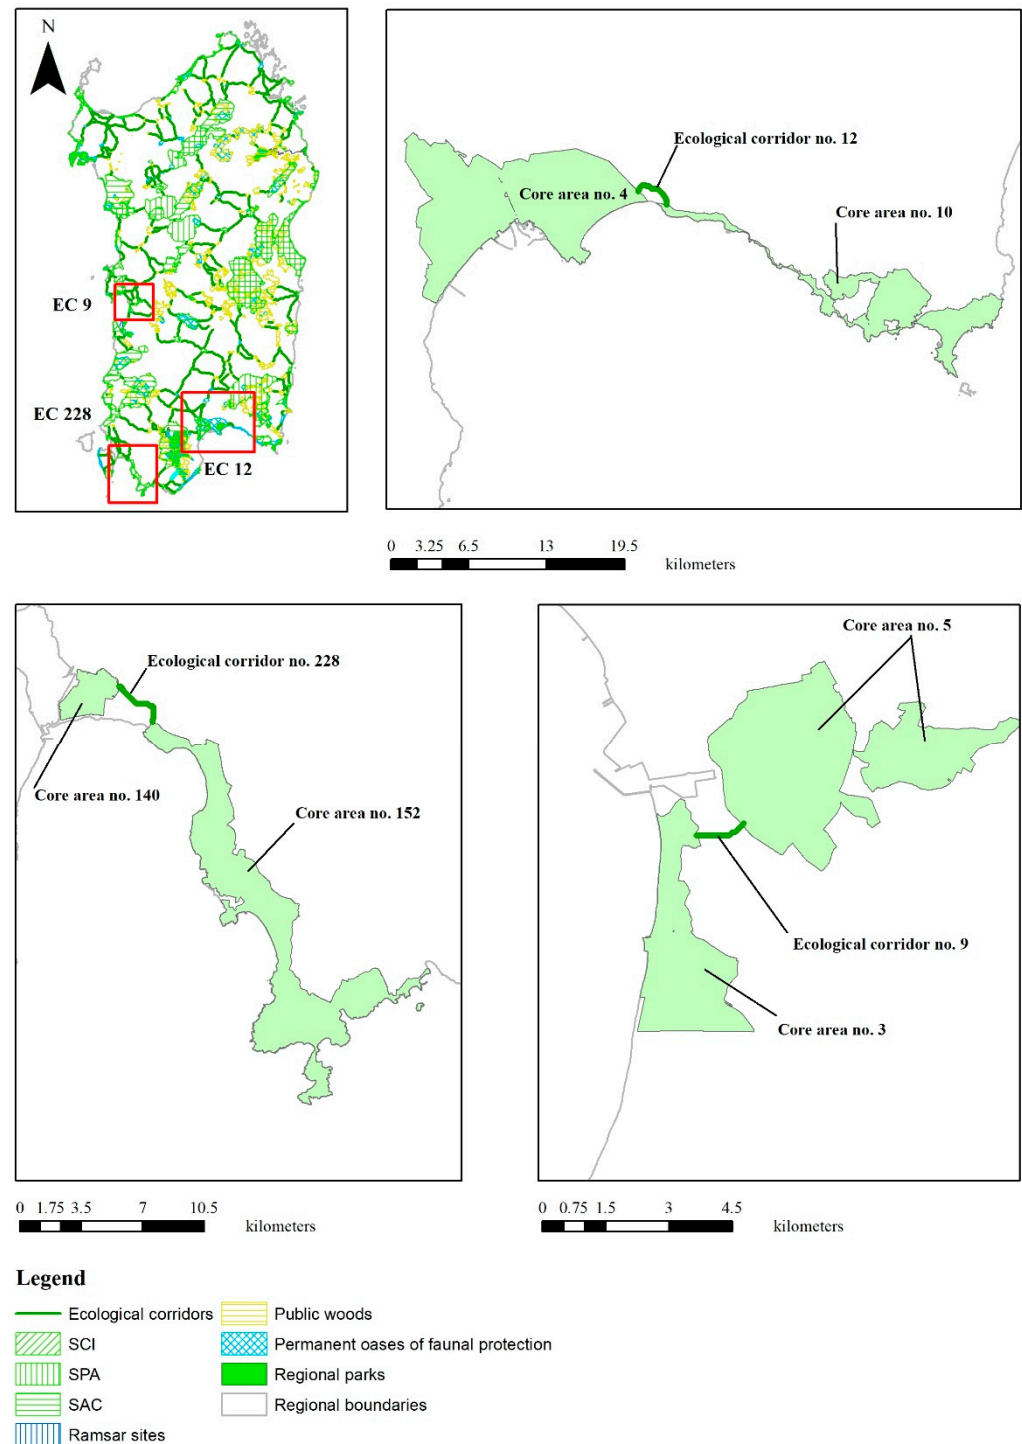 N
EC 9
EC 228
EC 12
Ecological corridor no. 12
Core area no. 4
Core area no. 10
0 3.25 6.5 13 19.5
kilometers
Ecological corridor no. 228
Core area no. 140
Core area no. 152
0 1.75 3.5 7 10.5
kilometers
Core area no. 5
Ecological corridor no. 9
Core area no. 3
0 0.75 1.5 3 4.5
kilometers
Legend
Ecological corridors
SCI
SPA
SAC
Ramsar sites
Public woods
Permanent oases of faunal protection
Regional parks
Regional boundaries